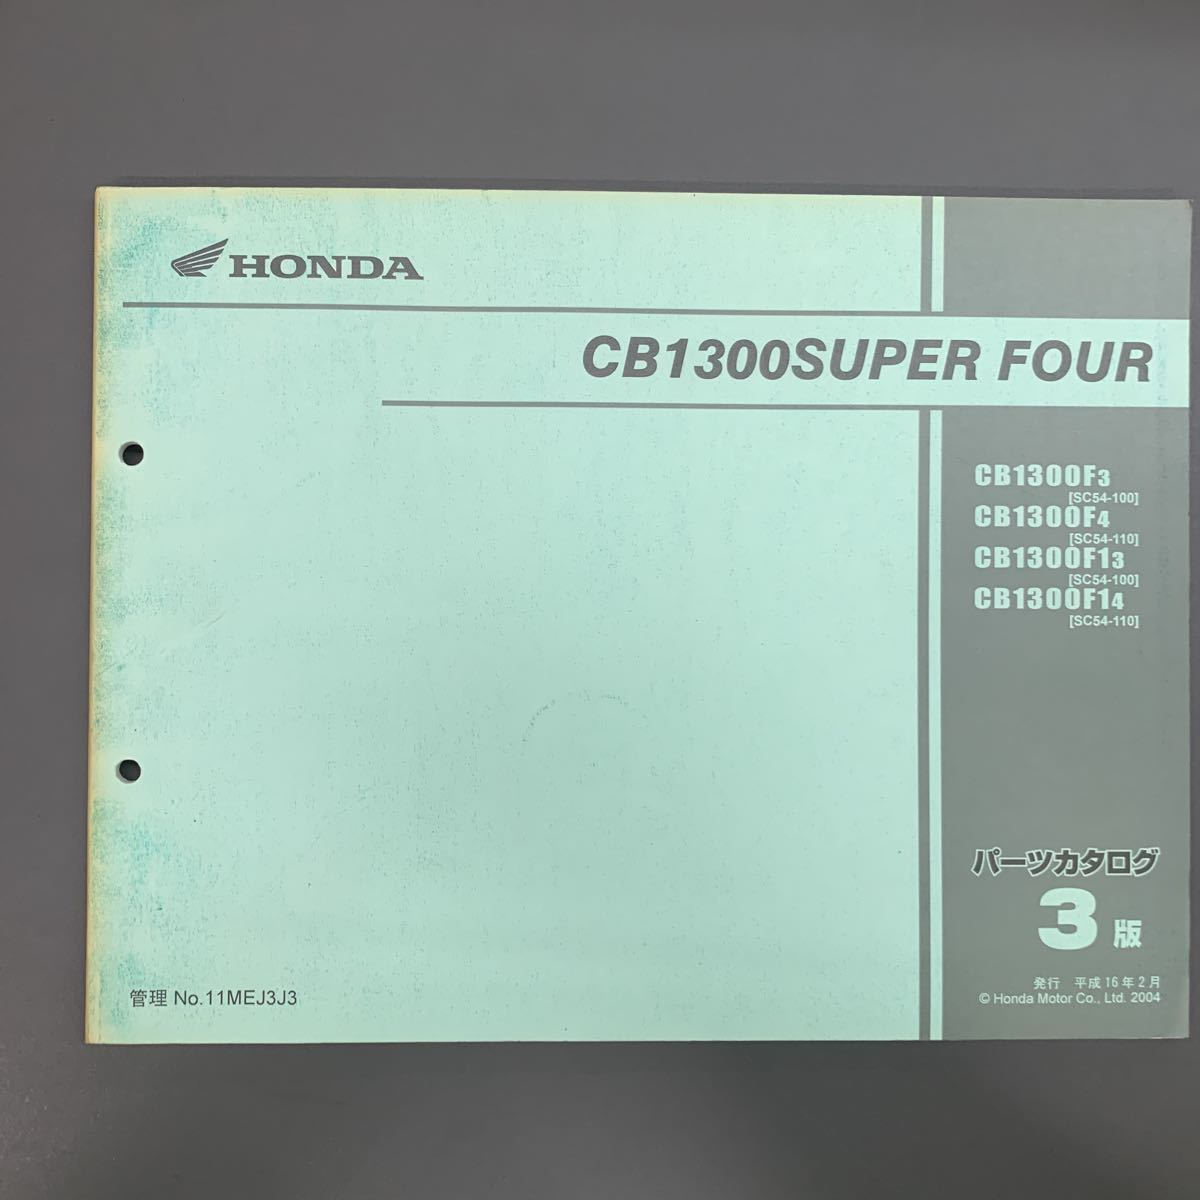 HONDA
CB1300SUPER FOUR
CB1300F3
[SC54-100]
CB1300F4
[SC54-110]
CB1300F13
[SC54-100]
CB1300F14
[SC54-110]
パーツカタログ
3版
発行 平成16年2月
© Honda Motor Co., Ltd. 2004
管理 No.11MEJ3J3